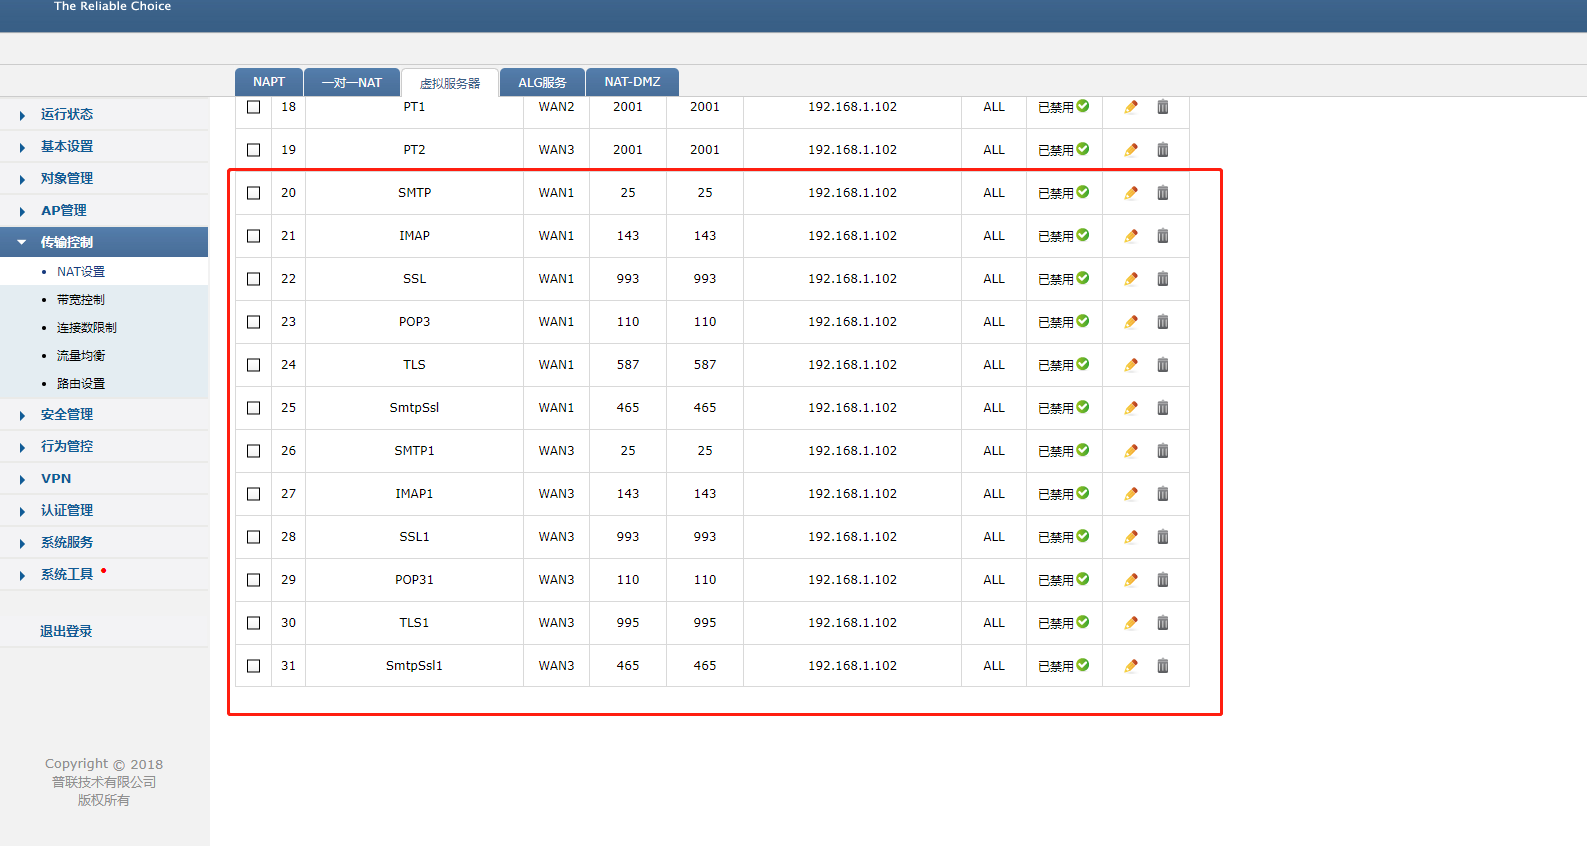 The Reliable Choice
NAPT 一对一NAT 虚拟服务器 ALG服务 NAT-DMZ
运行状态
基本设置
对象管理
AP管理
传输控制
NAT设置
带宽控制
连接数限制
流量均衡
路由设置
安全管理
行为管控
VPN
认证管理
系统服务
系统工具
退出登录
Copyright © 2018
普联技术有限公司
版权所有
18 PT1 WAN2 2001 2001 192.168.1.102 ALL 已禁用
19 PT2 WAN3 2001 2001 192.168.1.102 ALL 已禁用
20 SMTP WAN1 25 25 192.168.1.102 ALL 已禁用
21 IMAP WAN1 143 143 192.168.1.102 ALL 已禁用
22 SSL WAN1 993 993 192.168.1.102 ALL 已禁用
23 POP3 WAN1 110 110 192.168.1.102 ALL 已禁用
24 TLS WAN1 587 587 192.168.1.102 ALL 已禁用
25 SmtpSsl WAN1 465 465 192.168.1.102 ALL 已禁用
26 SMTP1 WAN3 25 25 192.168.1.102 ALL 已禁用
27 IMAP1 WAN3 143 143 192.168.1.102 ALL 已禁用
28 SSL1 WAN3 993 993 192.168.1.102 ALL 已禁用
29 POP31 WAN3 110 110 192.168.1.102 ALL 已禁用
30 TLS1 WAN3 995 995 192.168.1.102 ALL 已禁用
31 SmtpSsl1 WAN3 465 465 192.168.1.102 ALL 已禁用